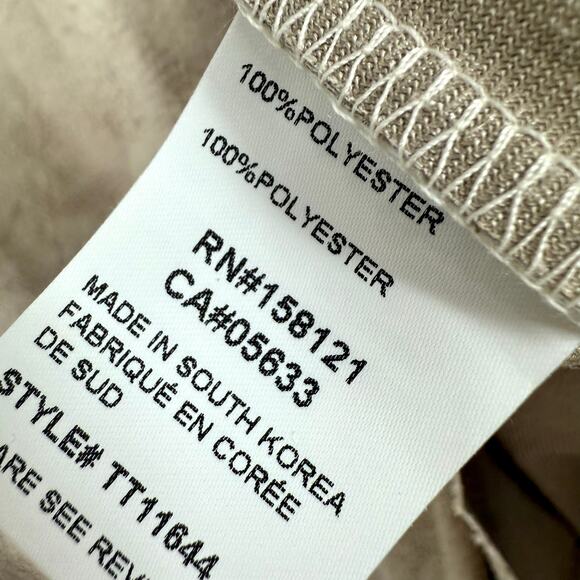 100%POLYESTER
100%POLYESTER
RN#158121
CA#05633
MADE IN SOUTH KOREA
FABRIQUÉ EN CORÉE
DE SUD
STYLE# TT11644
ARE SEE REV